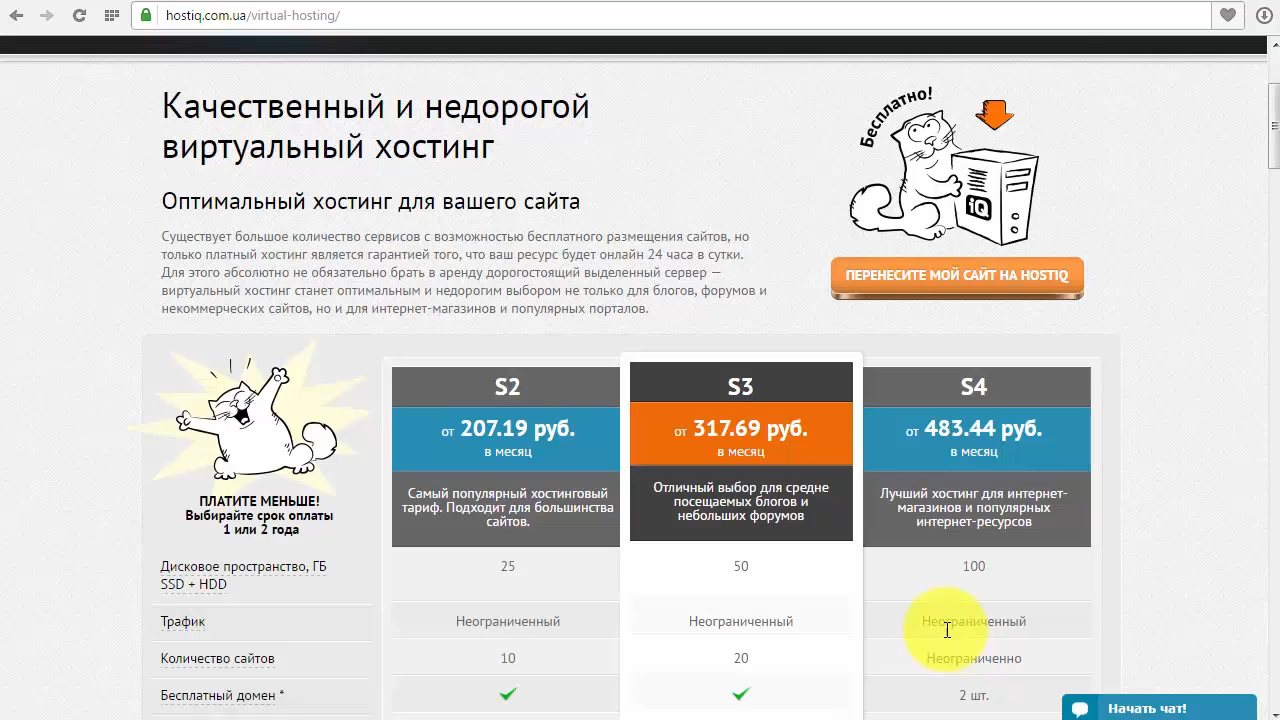 hostiq.com.ua/virtual-hosting/
Качественный и недорогой
виртуальный хостинг
Бесплатно!
iQ
Оптимальный хостинг для вашего сайта
Существует большое количество сервисов с возможностью бесплатного размещения сайтов, но
только платный хостинг является гарантией того, что ваш ресурс будет онлайн 24 часа в сутки.
Для этого абсолютно не обязательно брать в аренду дорогостоящий выделенный сервер —
виртуальный хостинг станет оптимальным и недорогим выбором не только для блогов, форумов и
некоммерческих сайтов, но и для интернет-магазинов и популярных порталов.
ПЕРЕНЕСИТЕ МОЙ САЙТ НА HOSTIQ
ПЛАТИТЕ МЕНЬШЕ!
Выбирайте срок оплаты
1 или 2 года
S2
от 207.19 руб.
в месяц
Самый популярный хостинговый
тариф. Подходит для большинства
сайтов.
S3
от 317.69 руб.
в месяц
Отличный выбор для средне
посещаемых блогов и
небольших форумов
S4
от 483.44 руб.
в месяц
Лучший хостинг для интернет-
магазинов и популярных
интернет-ресурсов
Дисковое пространство, ГБ
SSD + HDD
25 50 100
Трафик Неограниченный Неограниченный Неограниченный
Количество сайтов 10 20 Неограниченно
Бесплатный домен * 2 шт.
Начать чат!